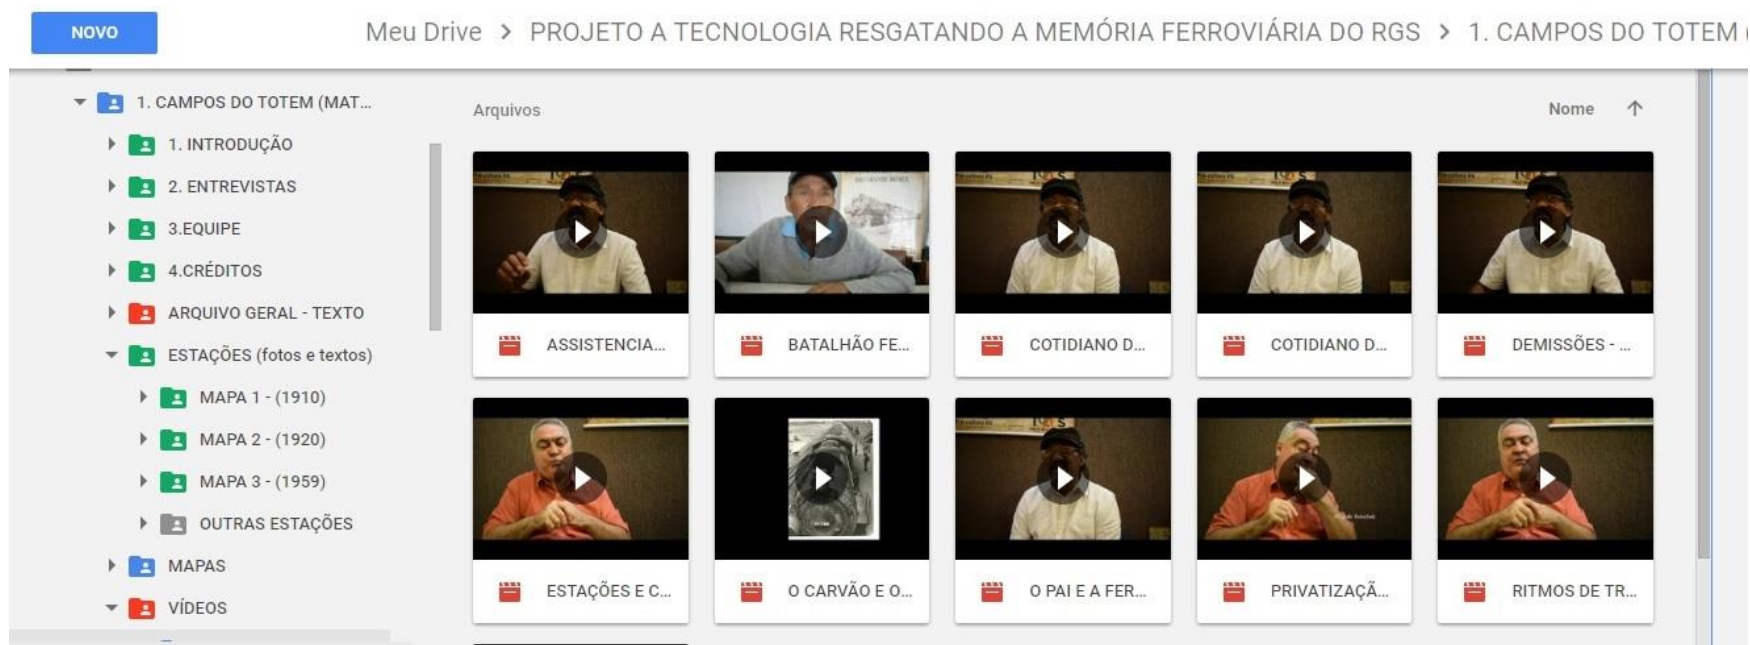 NOVO
Meu Drive > PROJETO A TECNOLOGIA RESGATANDO A MEMÓRIA FERROVIÁRIA DO RGS > 1. CAMPOS DO TOTEM (
1. CAMPOS DO TOTEM (MAT...
1. INTRODUÇÃO
2. ENTREVISTAS
3.EQUIPE
4.CRÉDITOS
ARQUIVO GERAL - TEXTO
ESTAÇÕES (fotos e textos)
MAPA 1 - (1910)
MAPA 2 - (1920)
MAPA 3 - (1959)
OUTRAS ESTAÇÕES
MAPAS
VÍDEOS
Arquivos
Nome
ASSISTENCIA...
BATALHÃO FE...
COTIDIANO D...
COTIDIANO D...
DEMISSÕES - ...
ESTAÇÕES E C...
O CARVÃO E O...
O PAI E A FER...
PRIVATIZAÇÃ...
RITMOS DE TR...